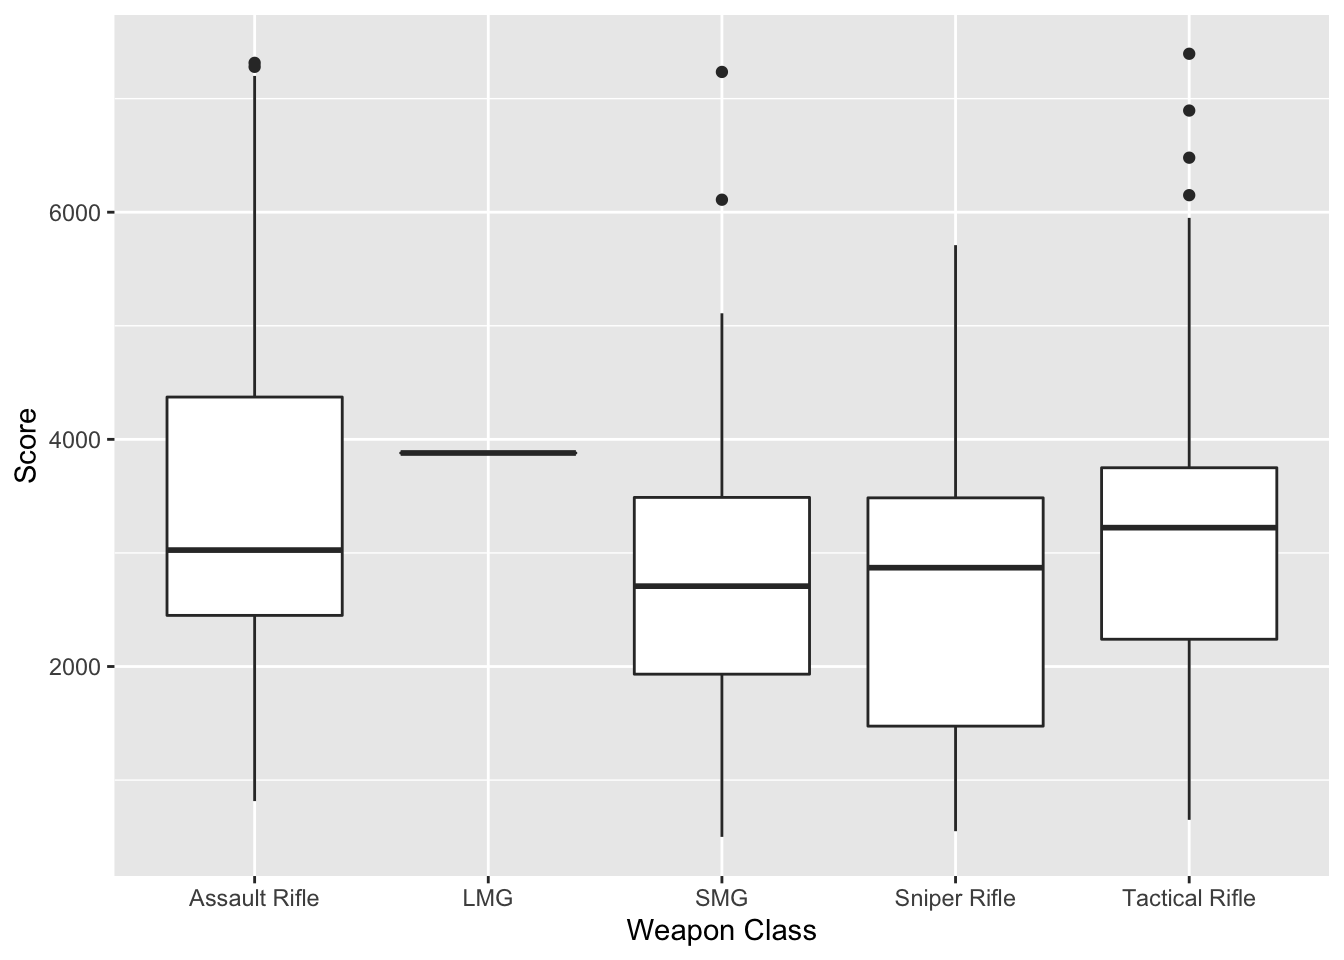 Score
6000
4000
2000
Assault Rifle LMG SMG Sniper Rifle Tactical Rifle
Weapon Class